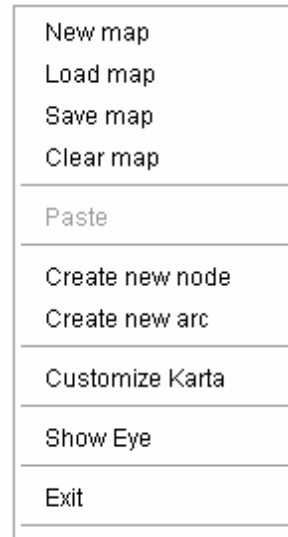 New map
Load map
Save map
Clear map
Paste
Create new node
Create new arc
Customize Karta
Show Eye
Exit